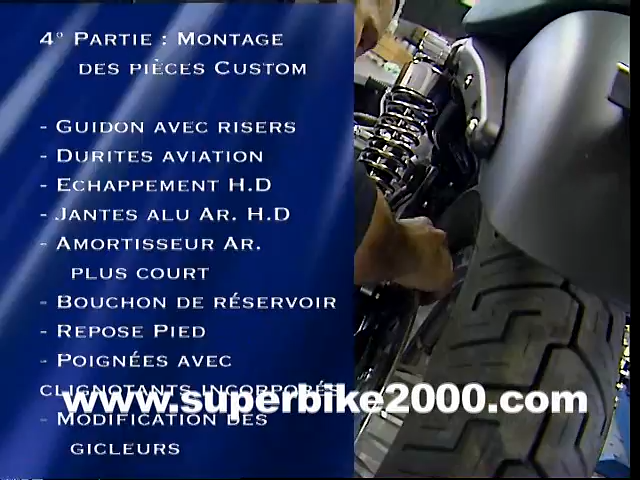 4° Partie : Montage
des pièces Custom
- Guidon avec risers
- Durites aviation
- Echappement H.D
- Jantes alu Ar. H.D
- Amortisseur Ar.
plus court
- Bouchon de réservoir
- Repose Pied
- Poignées avec
clignotants incorporés
www.superbike2000.com
- Modification des
gicleurs